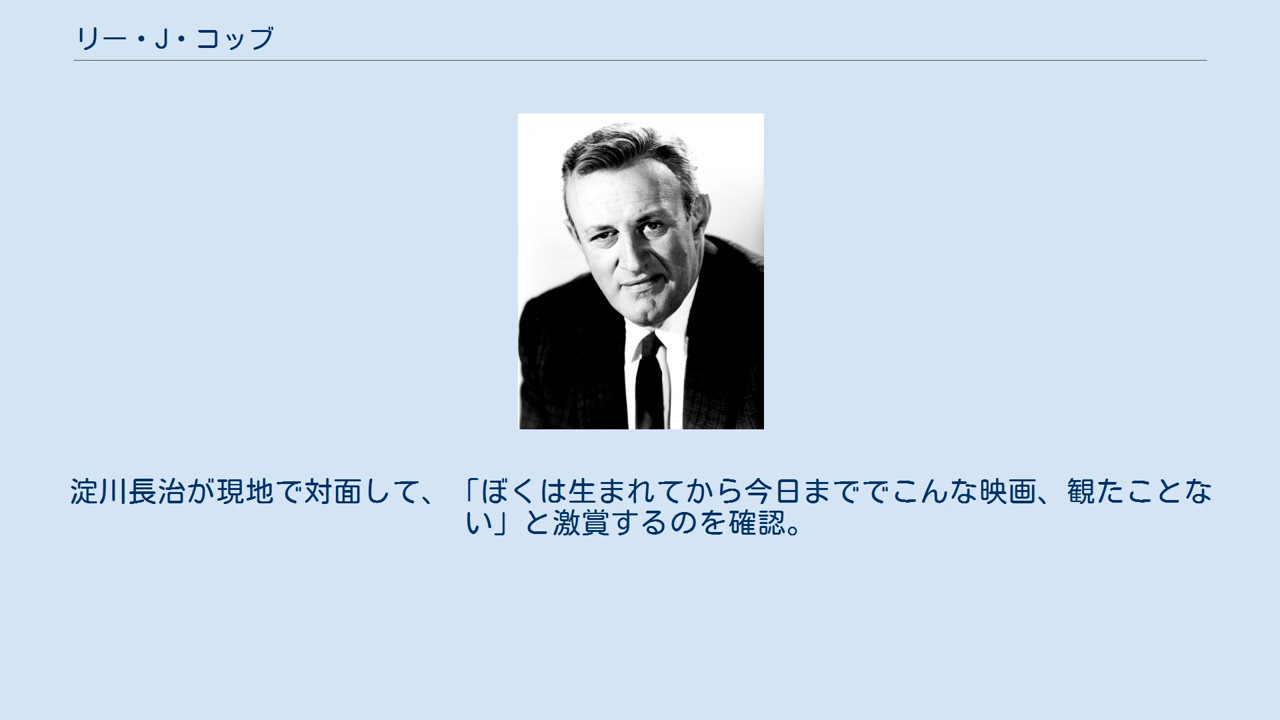 リー・J・コッブ
淀川長治が現地で対面して、「ぼくは生まれてから今日まででこんな映画、観たことな
い」と激賞するのを確認。